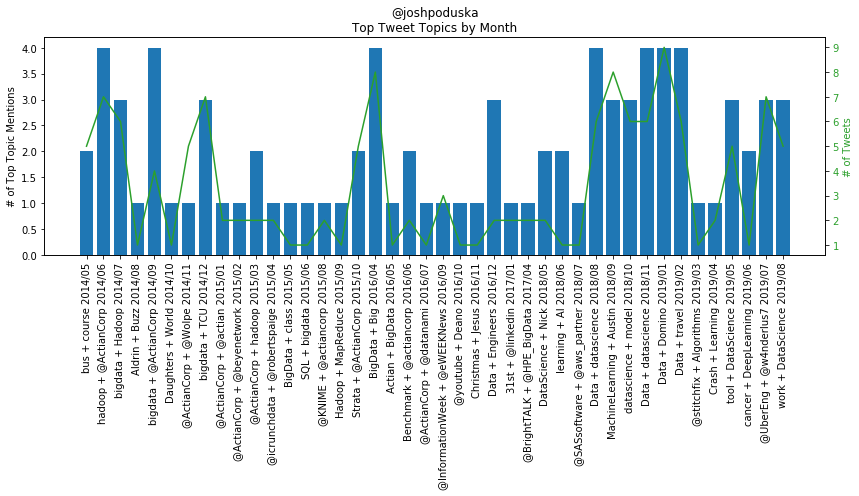 @joshpoduska
Top Tweet Topics by Month
# of Top Topic Mentions
4.0
3.5
3.0
2.5
2.0
1.5
1.0
0.5
0.0
9
8
7
6
5
4
3
2
1
# of Tweets
bus + course 2014/05
hadoop + @ActianCorp 2014/06
bigdata + Hadoop 2014/07
Aldrin + Buzz 2014/08
bigdata + @ActianCorp 2014/09
Daughters + World 2014/10
@ActianCorp + @Wolpe 2014/11
bigdata + TCU 2014/12
@ActianCorp + @actian 2015/01
@ActianCorp + @beyenetwork 2015/02
@ActianCorp + hadoop 2015/03
@icrunchdata + @robertspaige 2015/04
BigData + class 2015/05
SQL + bigdata 2015/06
@KNIME + @actiancorp 2015/08
Hadoop + MapReduce 2015/09
Strata + @ActianCorp 2015/10
BigData + Big 2016/04
Actian + BigData 2016/05
Benchmark + @actiancorp 2016/06
@ActianCorp + @datanami 2016/07
@InformationWeek + @eWEEKNews 2016/09
@youtube + Deano 2016/10
Christmas + Jesus 2016/11
Data + Engineers 2016/12
31st + @linkedin 2017/01
@BrightTALK + @HPE_BigData 2017/04
DataScience + Nick 2018/05
learning + AI 2018/06
@SASsoftware + @aws_partner 2018/07
Data + datascience 2018/08
MachineLearning + Austin 2018/09
datascience + model 2018/10
Data + datascience 2018/11
Data + Domino 2019/01
Data + travel 2019/02
@stitchfix + Algorithms 2019/03
Crash + Learning 2019/04
tool + DataScience 2019/05
cancer + DeepLearning 2019/06
@UberEng + @w4nderlus7 2019/07
work + DataScience 2019/08